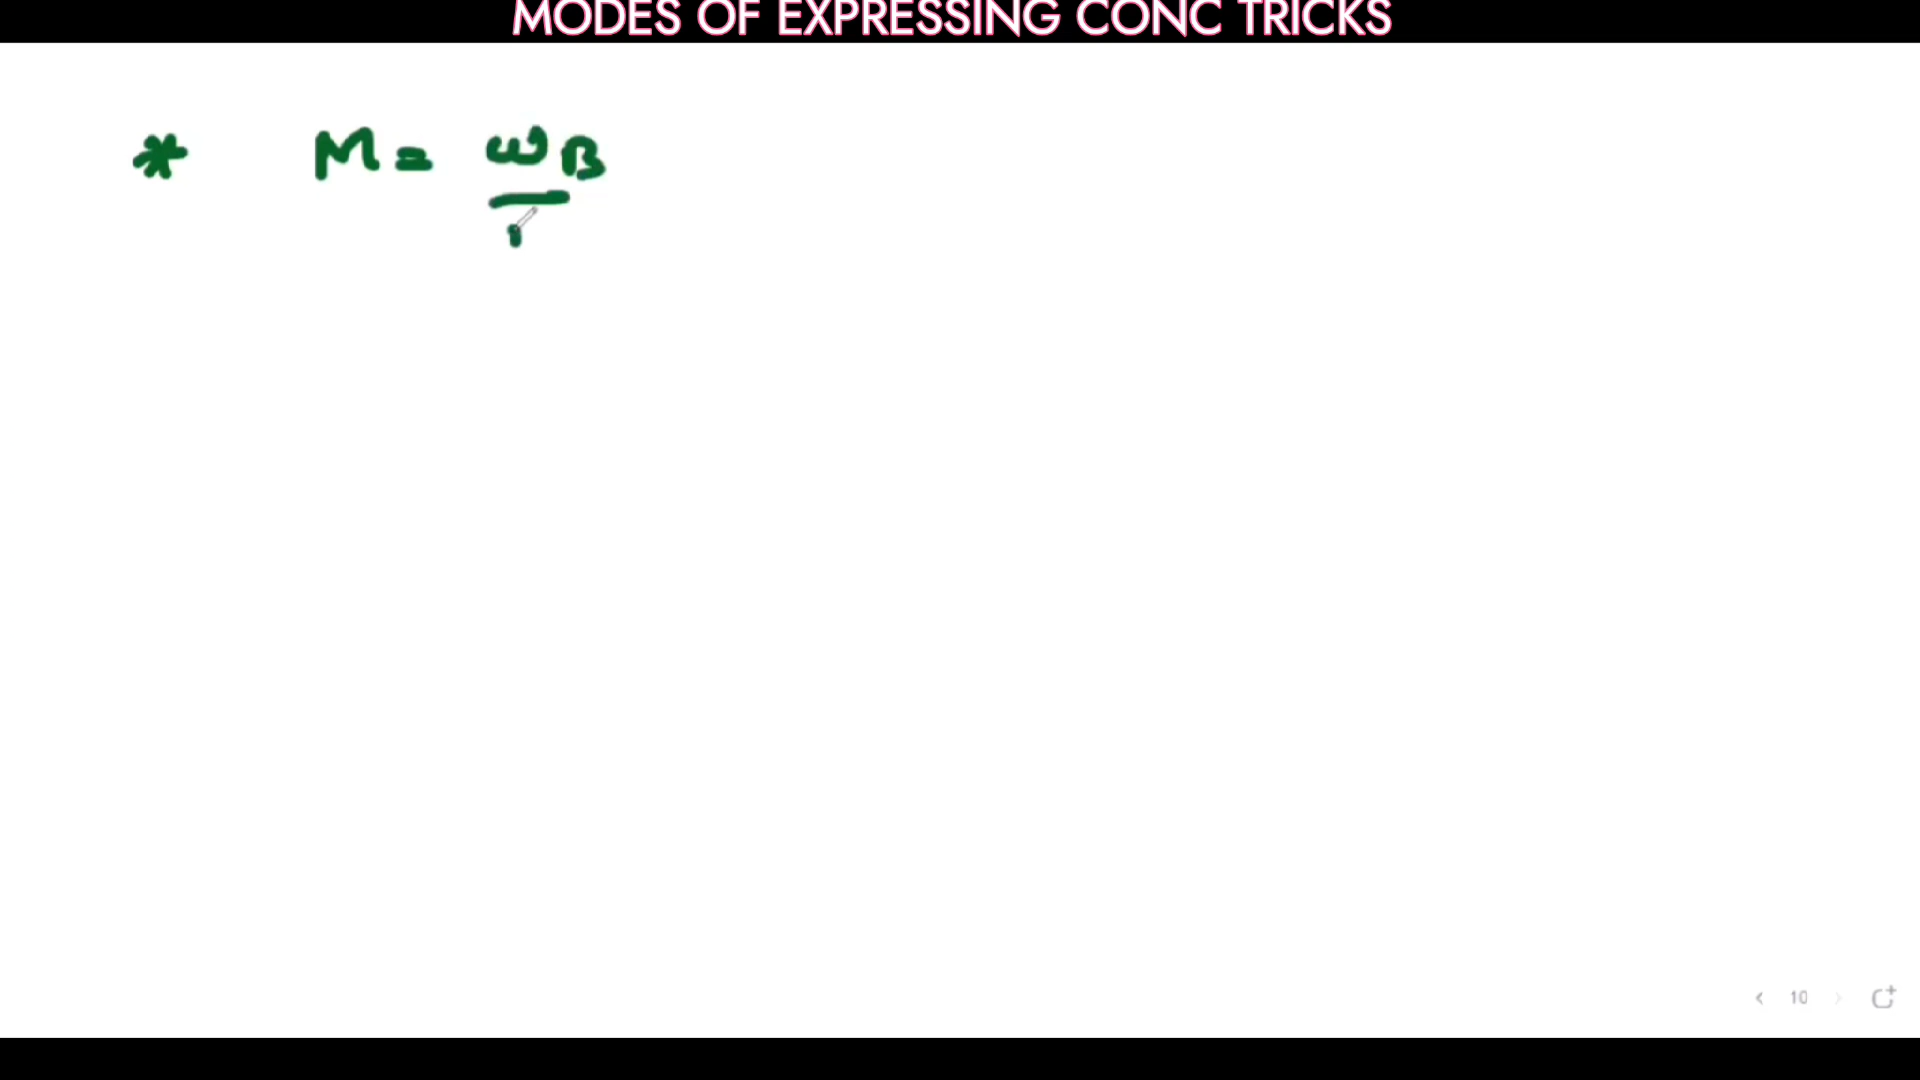 MODES OF EXPRESSING CONC TRICKS
* M = WB
10